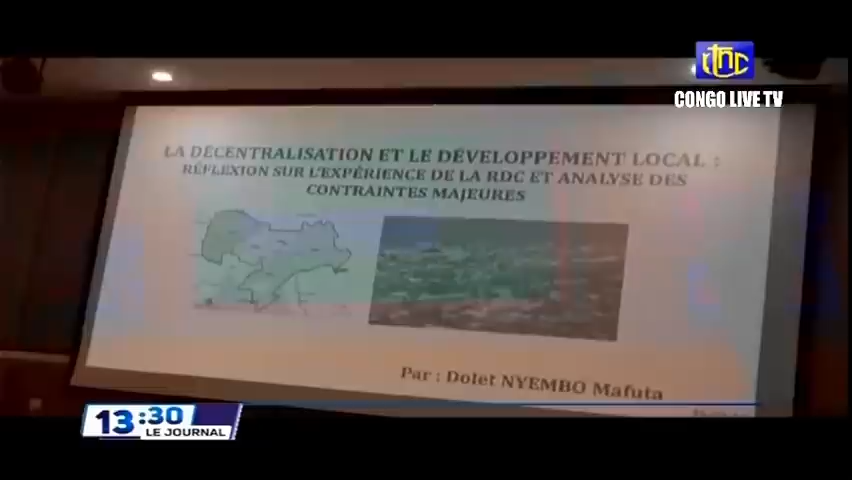 rtnc
CONGO LIVE TV
LA DÉCENTRALISATION ET LE DÉVELOPPEMENT LOCAL :
RÉFLEXION SUR L'EXPÉRIENCE DE LA RDC ET ANALYSE DES
CONTRAINTES MAJEURES
Par : Dolet NYEMBO Mafuta
13:30
LE JOURNAL